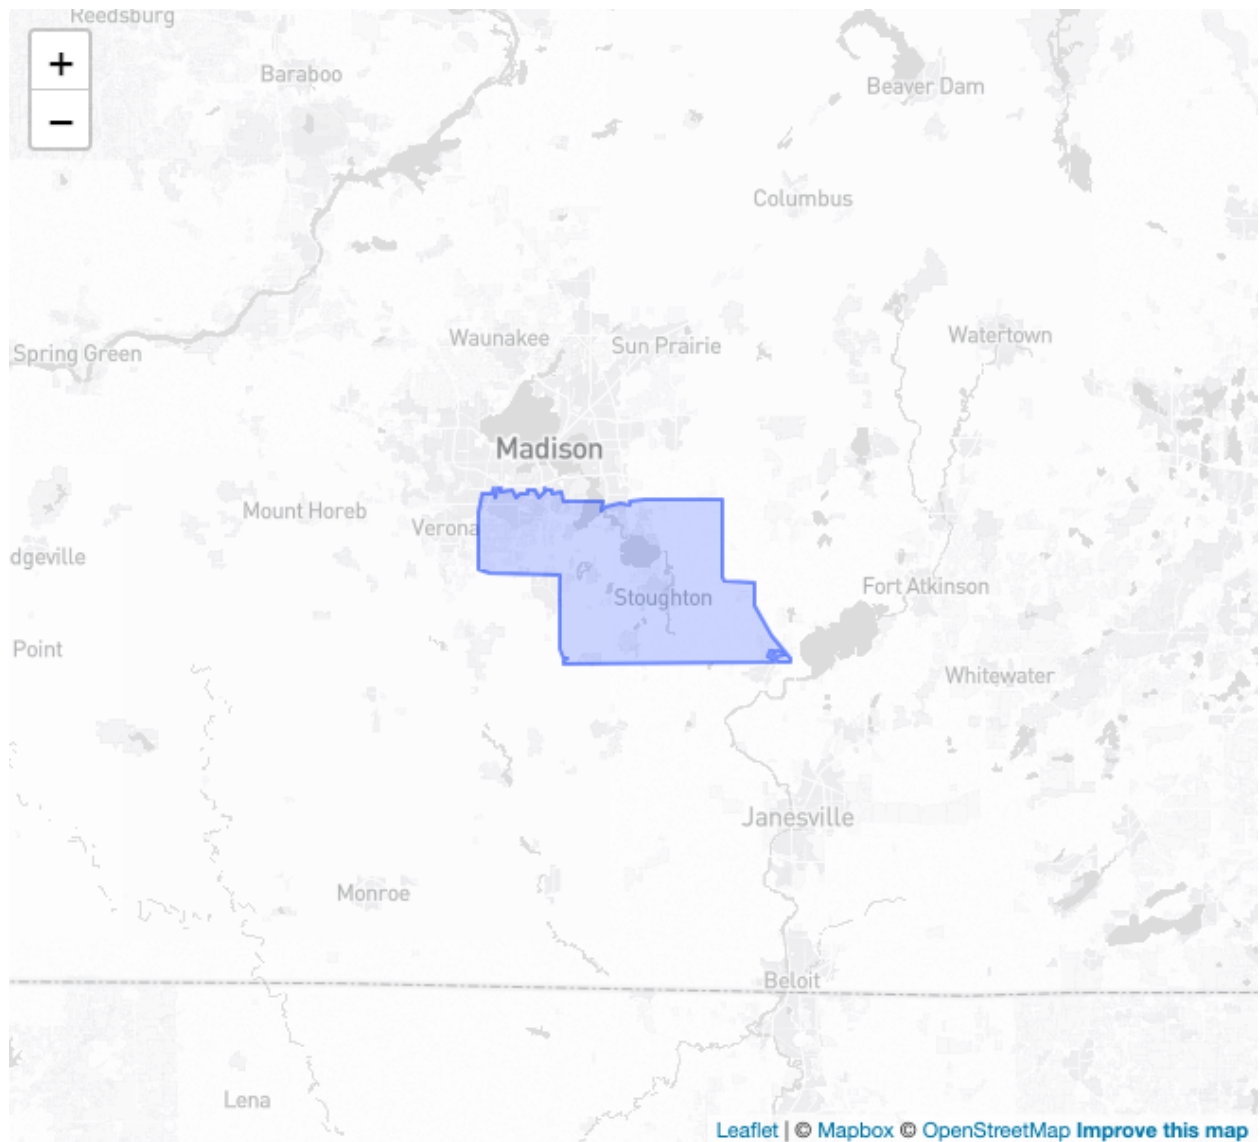 Reedsburg
+
Baraboo
Beaver Dam
−
Columbus
Waunakee
Sun Prairie
Watertown
Spring Green
Madison
Mount Horeb
Verona
dgeville
Stoughton
Fort Atkinson
Point
Whitewater
Janesville
Monroe
Beloit
Lena
Leaflet | © Mapbox © OpenStreetMap Improve this map